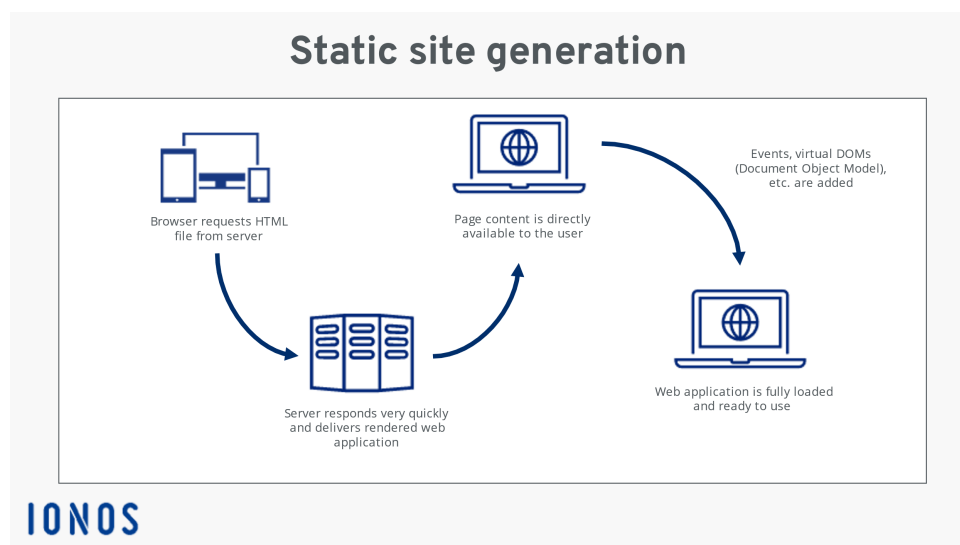 Static site generation
Browser requests HTML
file from server
Server responds very quickly
and delivers rendered web
application
Page content is directly
available to the user
Events, virtual DOMs
(Document Object Model),
etc. are added
Web application is fully loaded
and ready to use
IONOS